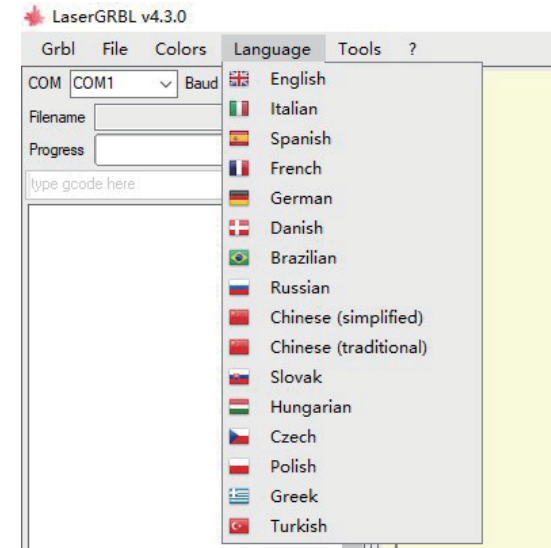 LaserGRBL v4.3.0
Grbl File Colors Language Tools ?
COM COM1 Baud
Filename
Progress
type gcode here
English
Italian
Spanish
French
German
Danish
Brazilian
Russian
Chinese (simplified)
Chinese (traditional)
Slovak
Hungarian
Czech
Polish
Greek
Turkish